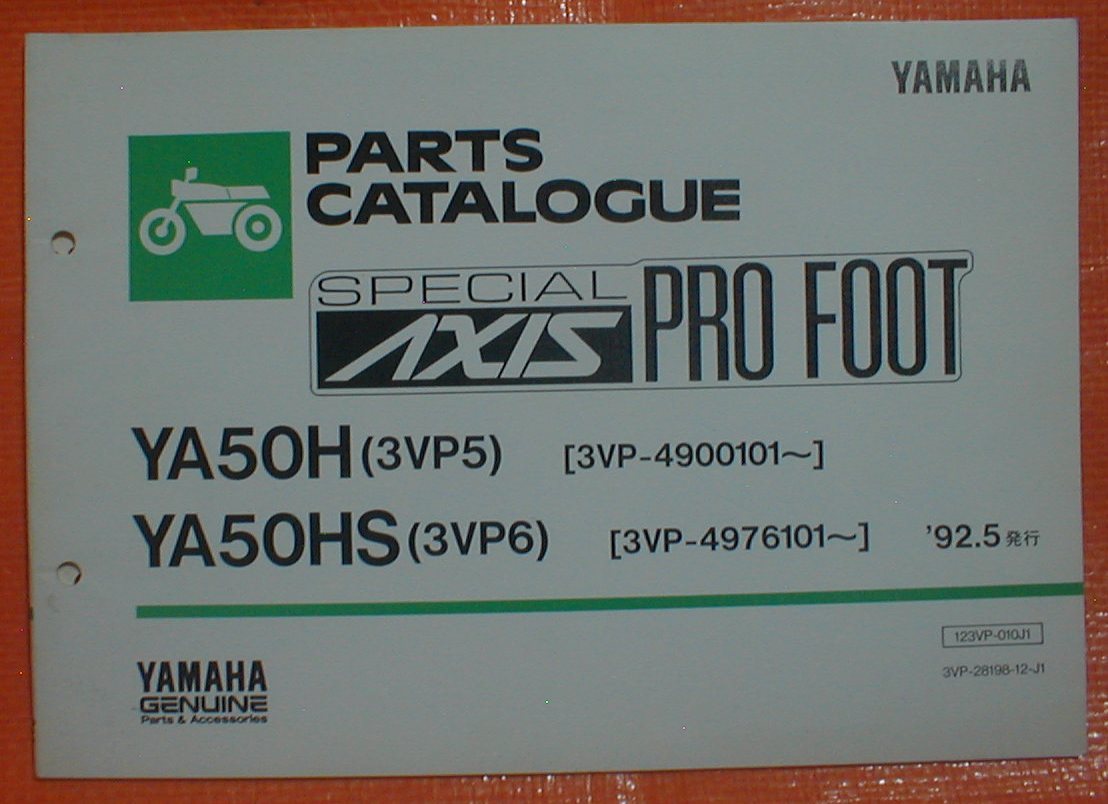 YAMAHA
PARTS
CATALOGUE
SPECIAL
AXIS PRO FOOT
YA50H (3VP5) [3VP-4900101~]
YA50HS (3VP6) [3VP-4976101~] '92.5 発行
123VP-010J1
3VP-28198-12-J1
YAMAHA
GENUINE
Parts & Accessories